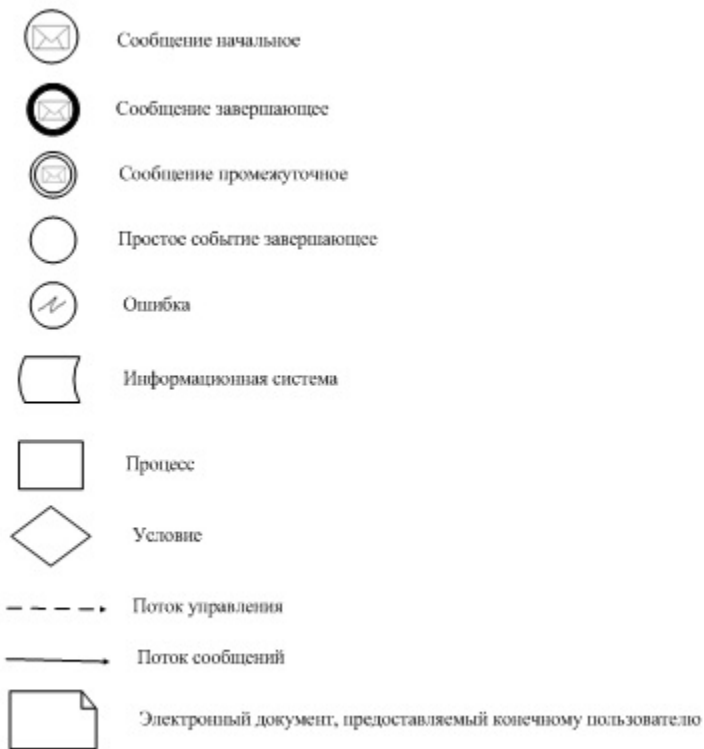 Сообщение начальное
Сообщение завершающее
Сообщение промежуточное
Простое событие завершающее
Ошибка
Информационная система
Процесс
Условие
Поток управления
Поток сообщений
Электронный документ, предоставляемый конечному пользователю